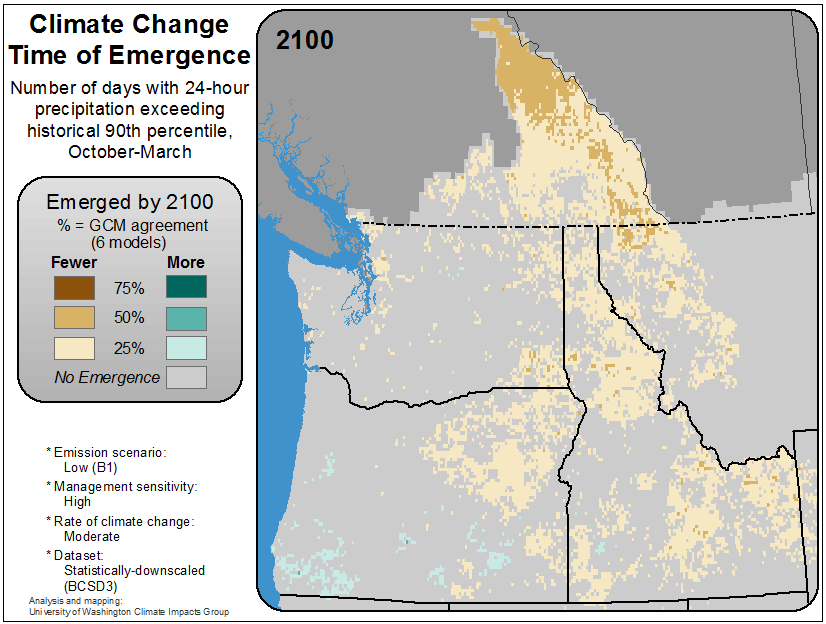 Climate Change
Time of Emergence
Number of days with 24-hour
precipitation exceeding
historical 90th percentile,
October-March
2100
Emerged by 2100
% = GCM agreement
(6 models)
Fewer More
75%
50%
25%
No Emergence
* Emission scenario:
Low (B1)
* Management sensitivity:
High
* Rate of climate change:
Moderate
* Dataset:
Statistically-downscaled
(BCSD3)
Analysis and mapping:
University of Washington Climate Impacts Group